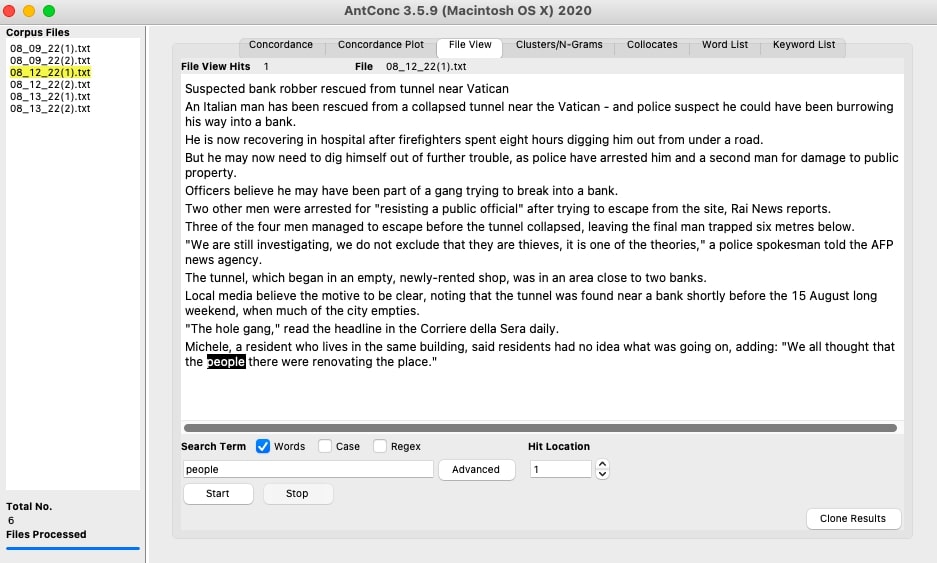 AntConc 3.5.9 (Macintosh OS X) 2020
Corpus Files
08_09_22(1).txt
08_09_22(2).txt
08_12_22(1).txt
08_12_22(2).txt
08_13_22(1).txt
08_13_22(2).txt
Total No.
6
Files Processed
Concordance Concordance Plot File View Clusters/N-Grams Collocates Word List Keyword List
File View Hits 1 File 08_12_22(1).txt
Suspected bank robber rescued from tunnel near Vatican
An Italian man has been rescued from a collapsed tunnel near the Vatican - and police suspect he could have been burrowing
his way into a bank.
He is now recovering in hospital after firefighters spent eight hours digging him out from under a road.
But he may now need to dig himself out of further trouble, as police have arrested him and a second man for damage to public
property.
Officers believe he may have been part of a gang trying to break into a bank.
Two other men were arrested for "resisting a public official" after trying to escape from the site, Rai News reports.
Three of the four men managed to escape before the tunnel collapsed, leaving the final man trapped six metres below.
"We are still investigating, we do not exclude that they are thieves, it is one of the theories," a police spokesman told the AFP
news agency.
The tunnel, which began in an empty, newly-rented shop, was in an area close to two banks.
Local media believe the motive to be clear, noting that the tunnel was found near a bank shortly before the 15 August long
weekend, when much of the city empties.
"The hole gang," read the headline in the Corriere della Sera daily.
Michele, a resident who lives in the same building, said residents had no idea what was going on, adding: "We all thought that
the people there were renovating the place."
Search Term Words Case Regex Hit Location
people Advanced 1
Start Stop
Clone Results